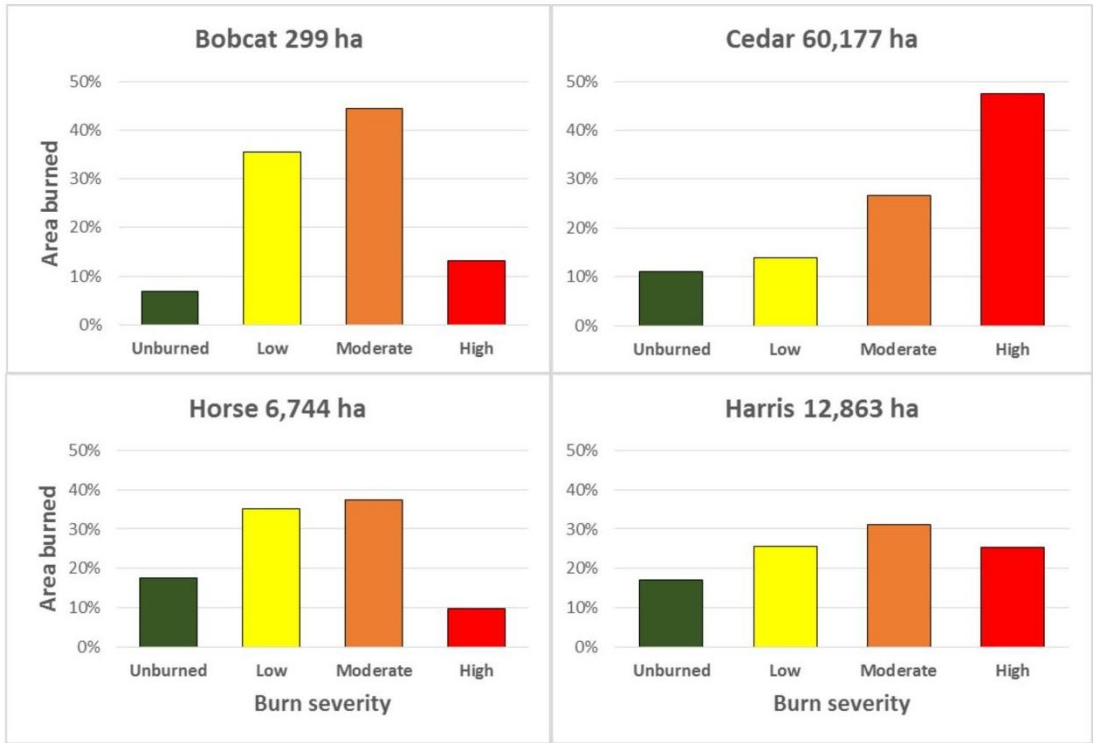 Bobcat 299 ha
50%
40%
30%
20%
10%
0%
Area burned
Unburned Low Moderate High
Cedar 60,177 ha
50%
40%
30%
20%
10%
0%
Unburned Low Moderate High
Horse 6,744 ha
50%
40%
30%
20%
10%
0%
Area burned
Unburned Low Moderate High
Burn severity
Harris 12,863 ha
50%
40%
30%
20%
10%
0%
Unburned Low Moderate High
Burn severity